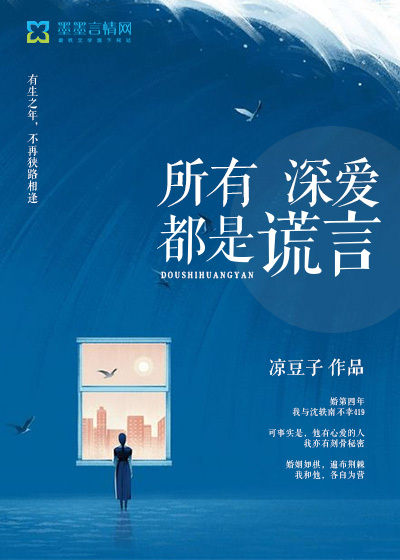 墨墨言情网
有生之年，不再狭路相逢
所有 深爱
都是谎言
DOUSHIHUANGYAN
凉豆子 作品
婚第四年
我与沈轶南不幸419
可事实是，他有心爱的人
我亦有刻骨秘密
婚姻如棋，遍布荆棘
我和他，各自为营